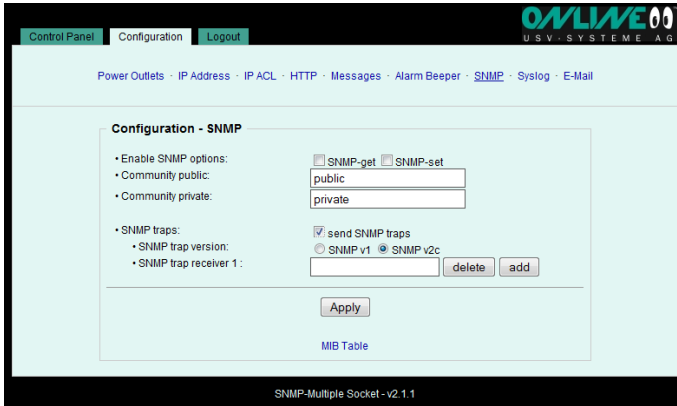 ONLINE
USV-SYSTEME AG
Control Panel Configuration Logout
Power Outlets · IP Address · IP ACL · HTTP · Messages · Alarm Beeper · SNMP · Syslog · E-Mail
Configuration - SNMP
• Enable SNMP options: SNMP-get SNMP-set
• Community public: public
• Community private: private
• SNMP traps: send SNMP traps
• SNMP trap version: SNMP v1 SNMP v2c
• SNMP trap receiver 1 : delete add
Apply
MIB Table
SNMP-Multiple Socket - v2.1.1